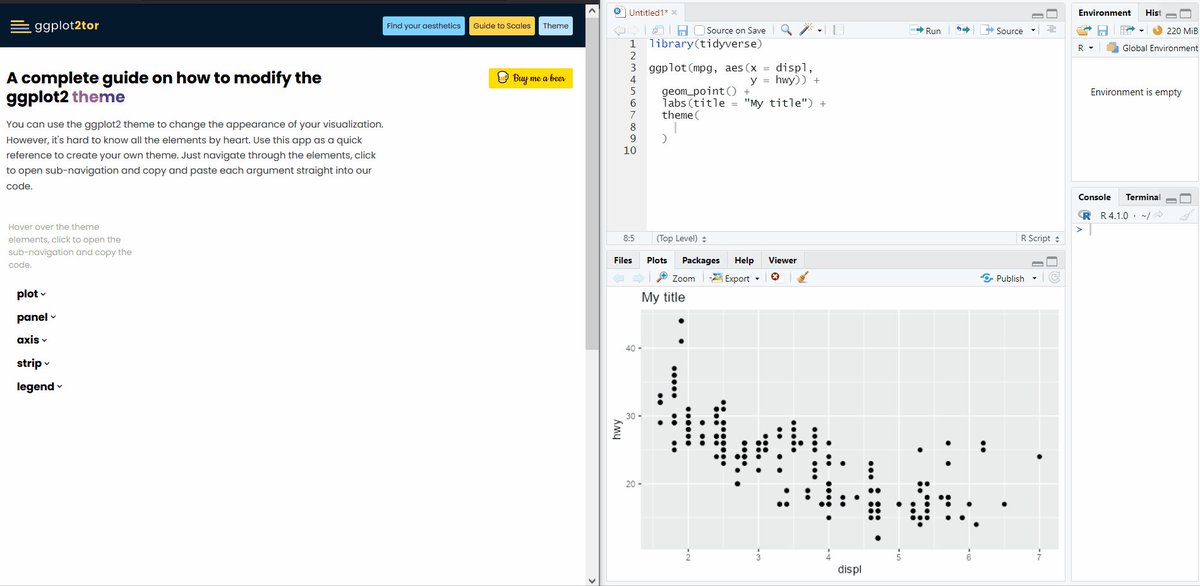 ggplot2tor
Find your aesthetics
Guide to Scales
Theme
A complete guide on how to modify the
ggplot2 theme
Buy me a beer
You can use the ggplot2 theme to change the appearance of your visualization.
However, it's hard to know all the elements by heart. Use this app as a quick
reference to create your own theme. Just navigate through the elements, click
to open sub-navigation and copy and paste each argument straight into our
code.
Hover over the theme
elements, click to open the
sub-navigation and copy the
code.
plot
panel
axis
strip
legend
Untitled1*
Source on Save
Run
Source
1 library(tidyverse)
2
3 ggplot(mpg, aes(x = displ,
4 y = hwy)) +
5 geom_point() +
6 labs(title = "My title") +
7 theme(
8
9 )
10
8:5 (Top Level) R Script
Files Plots Packages Help Viewer
Zoom Export Publish
My title
40
30
20
hwy
2 3 4 5 6 7
displ
Environment Hist
220 MiB
R Global Environment
Environment is empty
Console Terminal
R 4.1.0 · ~/
>